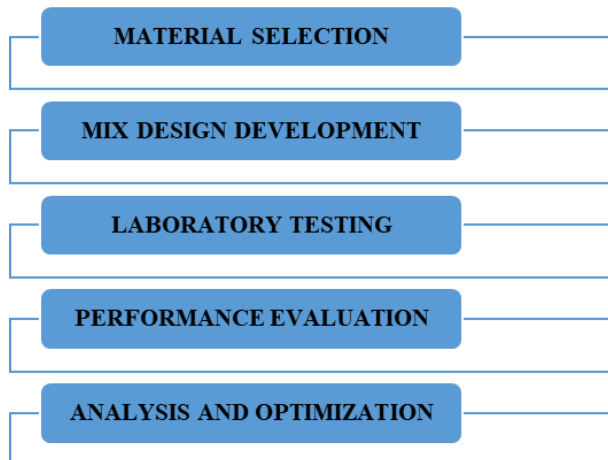 MATERIAL SELECTION
MIX DESIGN DEVELOPMENT
LABORATORY TESTING
PERFORMANCE EVALUATION
ANALYSIS AND OPTIMIZATION